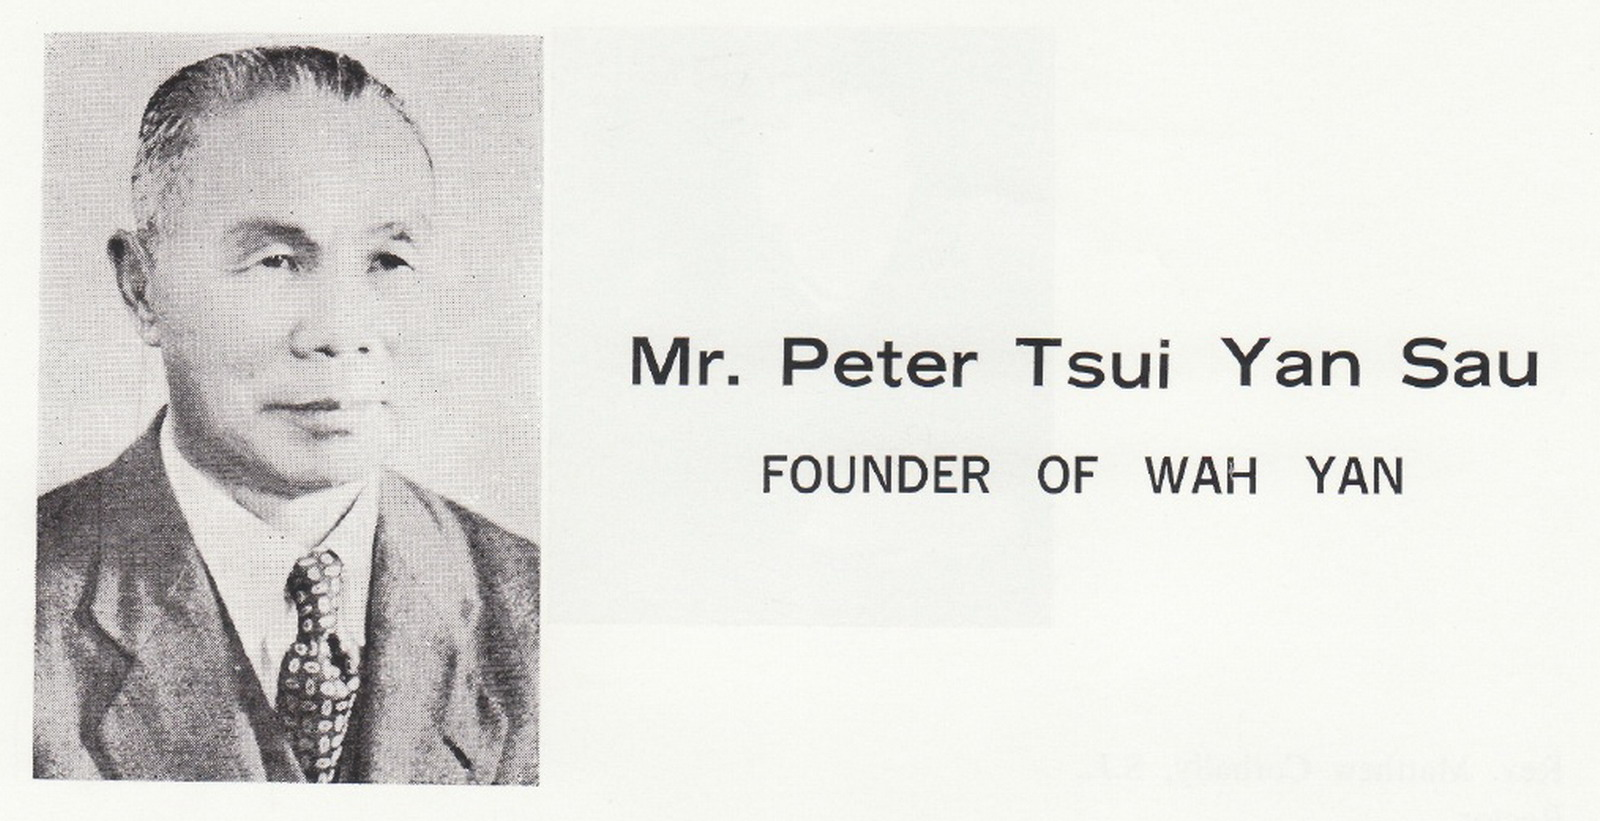 Mr. Peter Tsui Yan Sau
FOUNDER OF WAH YAN